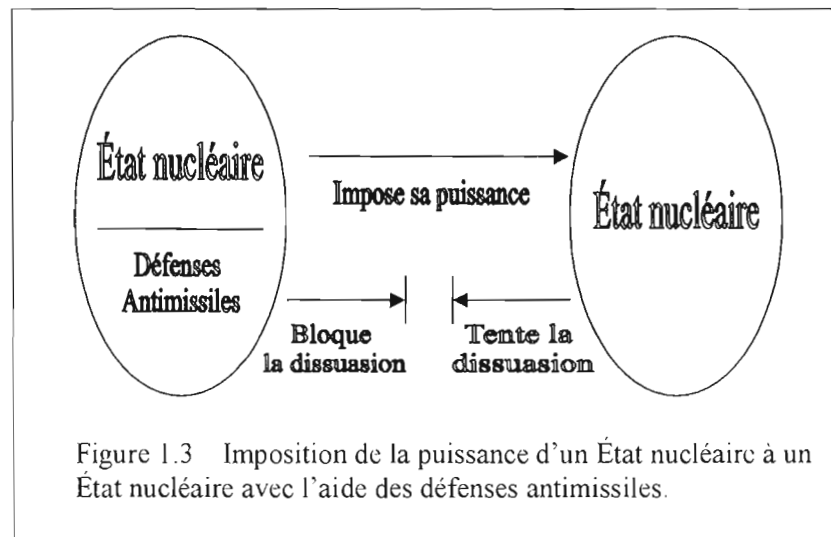 État nucléaire
Défenses
Antimissiles
Impose sa puissance
Bloque
la dissuasion
Tente la
dissuasion
État nucléaire
Figure 1.3 Imposition de la puissance d'un État nucléaire à un
État nucléaire avec l'aide des défenses antimissiles.